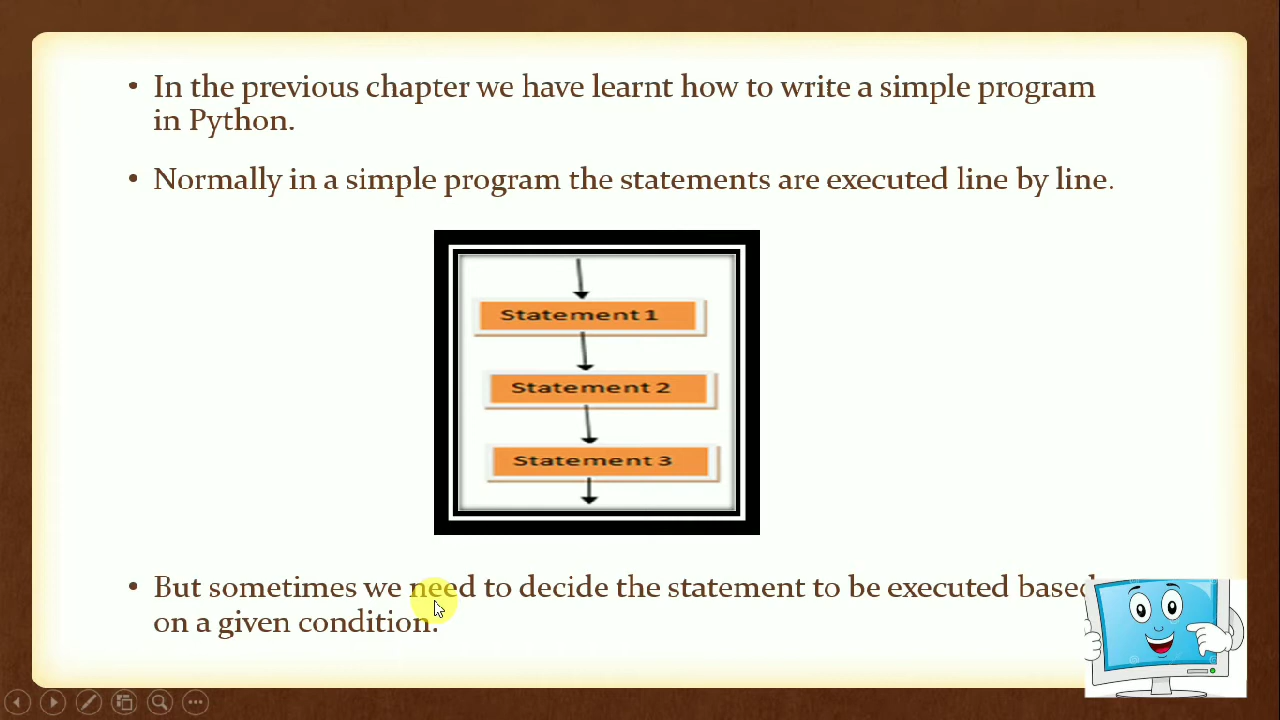 • In the previous chapter we have learnt how to write a simple program
in Python.
• Normally in a simple program the statements are executed line by line.
Statement 1
Statement 2
Statement 3
• But sometimes we need to decide the statement to be executed based
on a given condition.